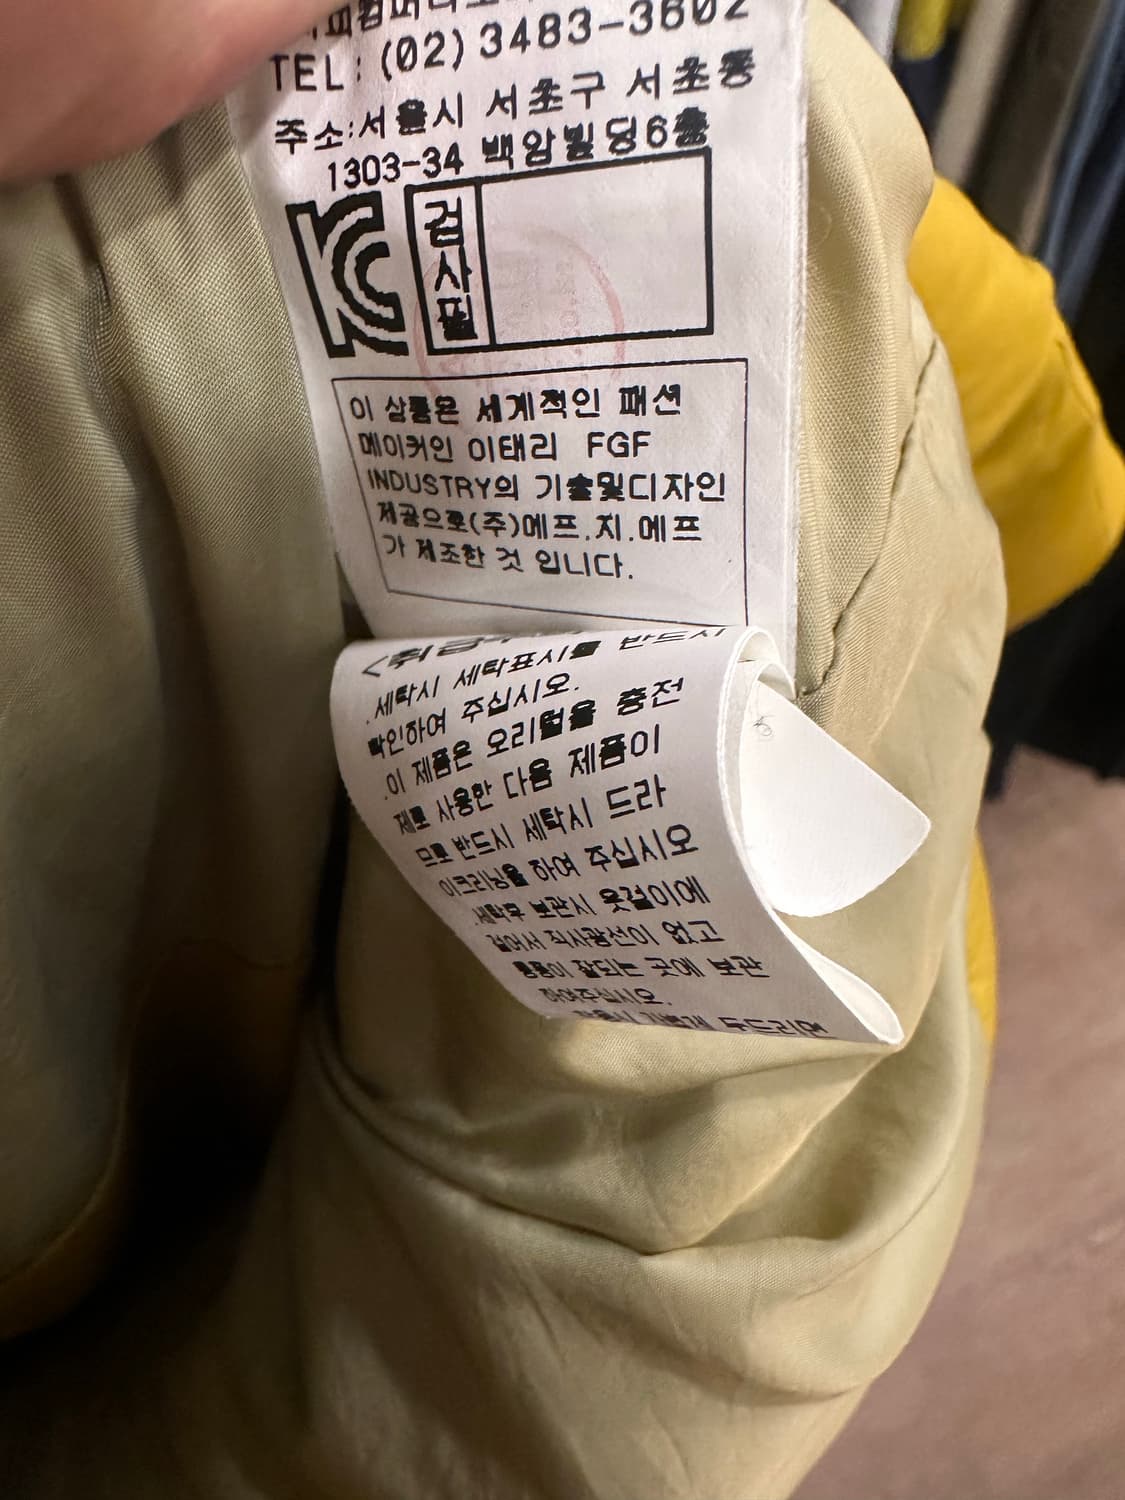 TEL : (02) 3483-3602
주소:서울시 서초구 서초동
1303-34 백암빌딩6층
KC
검사필
이 상품은 세계적인 패션
메이커인 이태리 FGF
INDUSTRY의 기술및디자인
제공으로(주)에프.지.에프
가 제조한 것 입니다.
.세탁시 세탁표시를 반드시
확인하여 주십시오.
.이 제품은 오리털을 충전
재로 사용한 다음 제품이
므로 반드시 세탁시 드라
이크리닝을 하여 주십시오
.세탁후 보관시 옷걸이에
걸어서 직사광선이 없고
통풍이 잘되는 곳에 보관
하여주십시오.
가볍게 두드리면